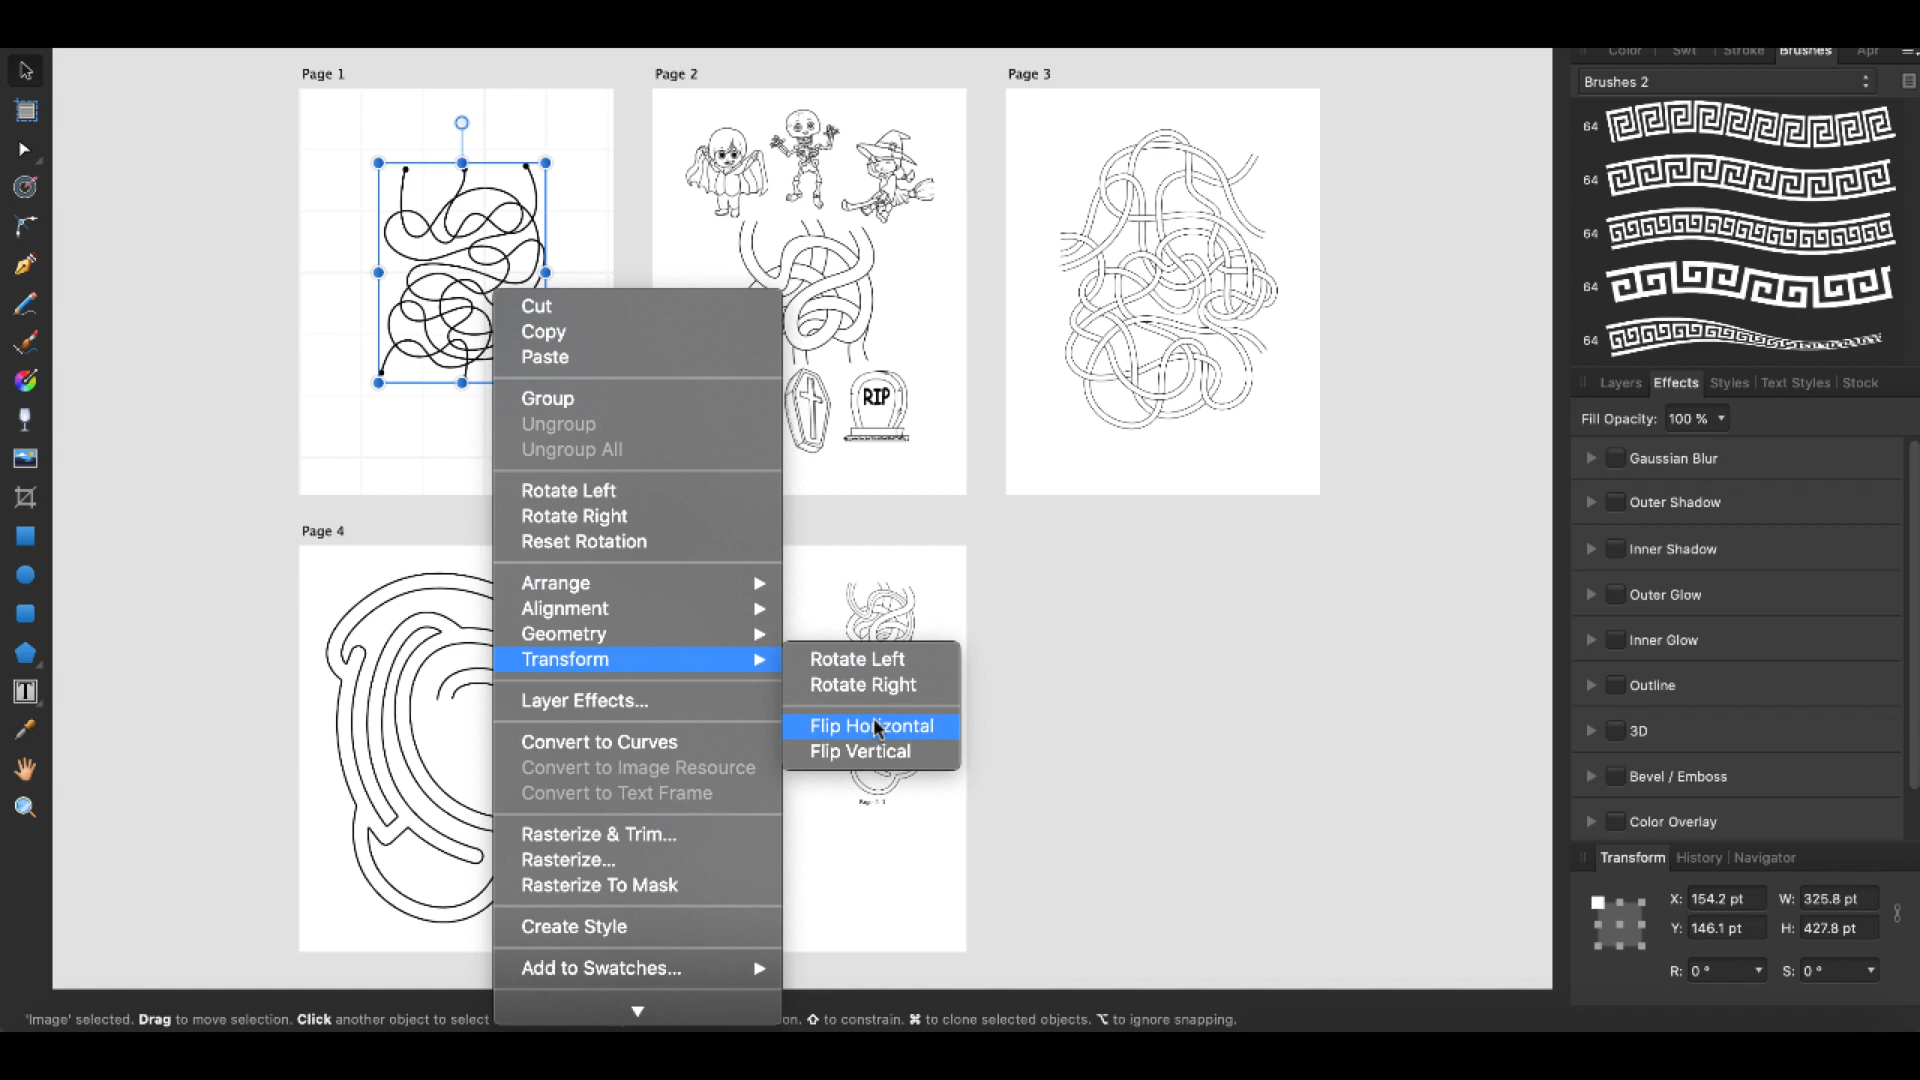 Color Swt Stroke Brushes Apr
Brushes 2
64
64
64
64
64
Page 1
Page 2
Page 3
RIP
Page 4
Cut
Copy
Paste
Group
Ungroup
Ungroup All
Rotate Left
Rotate Right
Reset Rotation
Arrange
Alignment
Geometry
Transform
Layer Effects...
Convert to Curves
Convert to Image Resource
Convert to Text Frame
Rasterize & Trim...
Rasterize...
Rasterize To Mask
Create Style
Add to Swatches...
Rotate Left
Rotate Right
Flip Horizontal
Flip Vertical
Layers Effects Styles Text Styles Stock
Fill Opacity: 100 %
Gaussian Blur
Outer Shadow
Inner Shadow
Outer Glow
Inner Glow
Outline
3D
Bevel / Emboss
Color Overlay
Transform History Navigator
X: 154.2 pt W: 325.8 pt
Y: 146.1 pt H: 427.8 pt
R: 0 ° S: 0 °
T
'Image' selected. Drag to move selection. Click another object to select on. ⇧ to constrain. ⌘ to clone selected objects. ⌥ to ignore snapping.